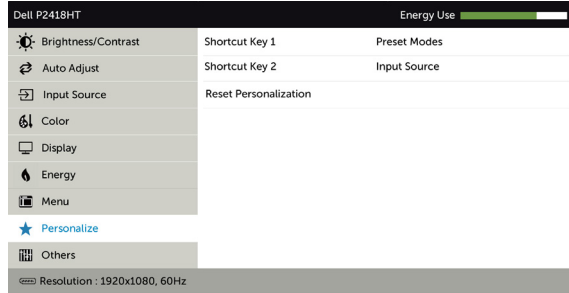 Dell P2418HT Energy Use
Brightness/Contrast Shortcut Key 1 Preset Modes
Auto Adjust Shortcut Key 2 Input Source
Input Source Reset Personalization
Color
Display
Energy
Menu
Personalize
Others
Resolution : 1920x1080, 60Hz